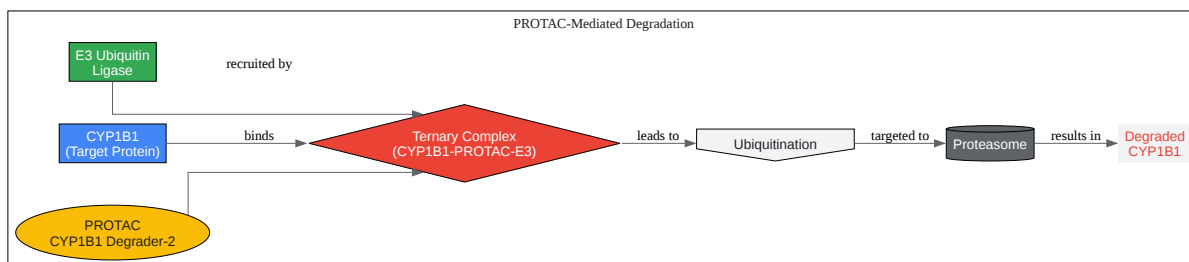 PROTAC-Mediated Degradation
E3 Ubiquitin
Ligase
recruited by
CYP1B1
(Target Protein)
binds
Ternary Complex
(CYP1B1-PROTAC-E3)
leads to
Ubiquitination
targeted to
Proteasome
results in
Degraded
CYP1B1
PROTAC
CYP1B1 Degrader-2